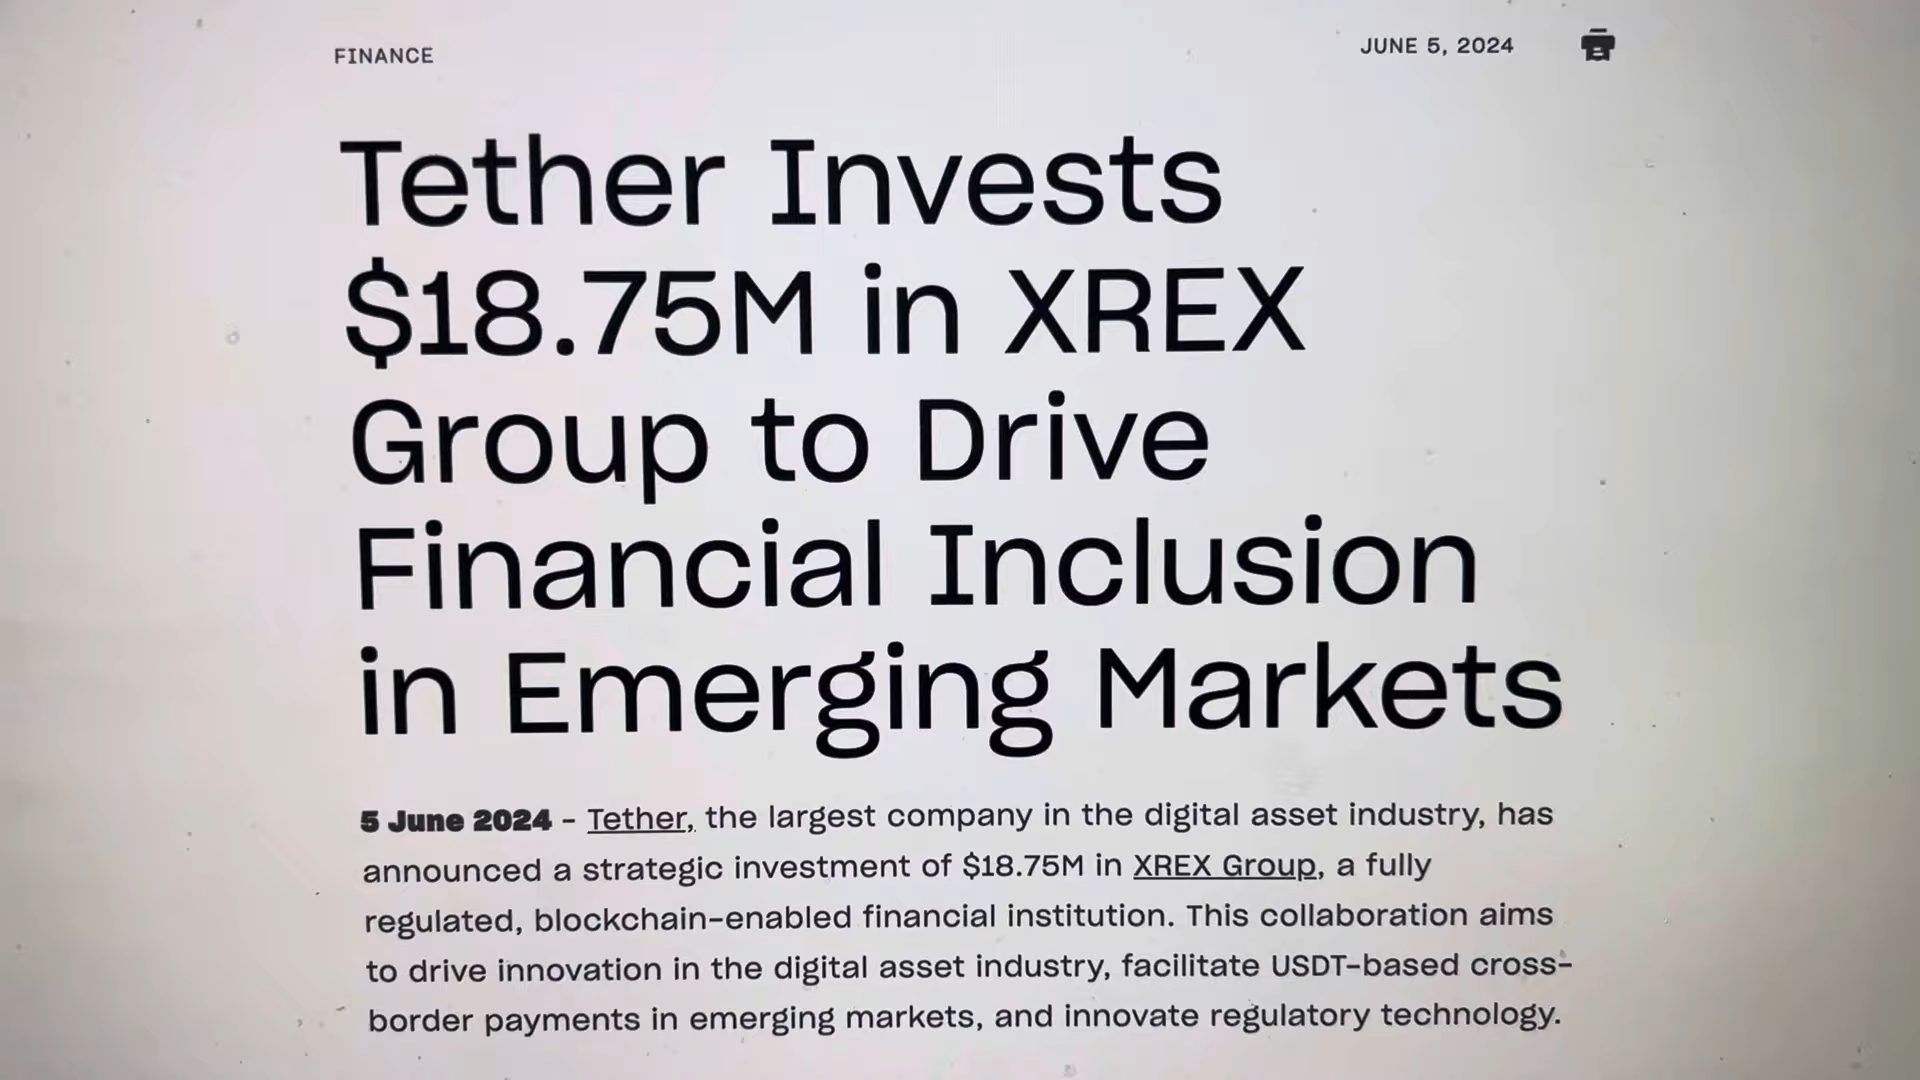 FINANCE
JUNE 5, 2024
Tether Invests
$18.75M in XREX
Group to Drive
Financial Inclusion
in Emerging Markets
5 June 2024 – Tether, the largest company in the digital asset industry, has
announced a strategic investment of $18.75M in XREX Group, a fully
regulated, blockchain-enabled financial institution. This collaboration aims
to drive innovation in the digital asset industry, facilitate USDT-based cross-
border payments in emerging markets, and innovate regulatory technology.